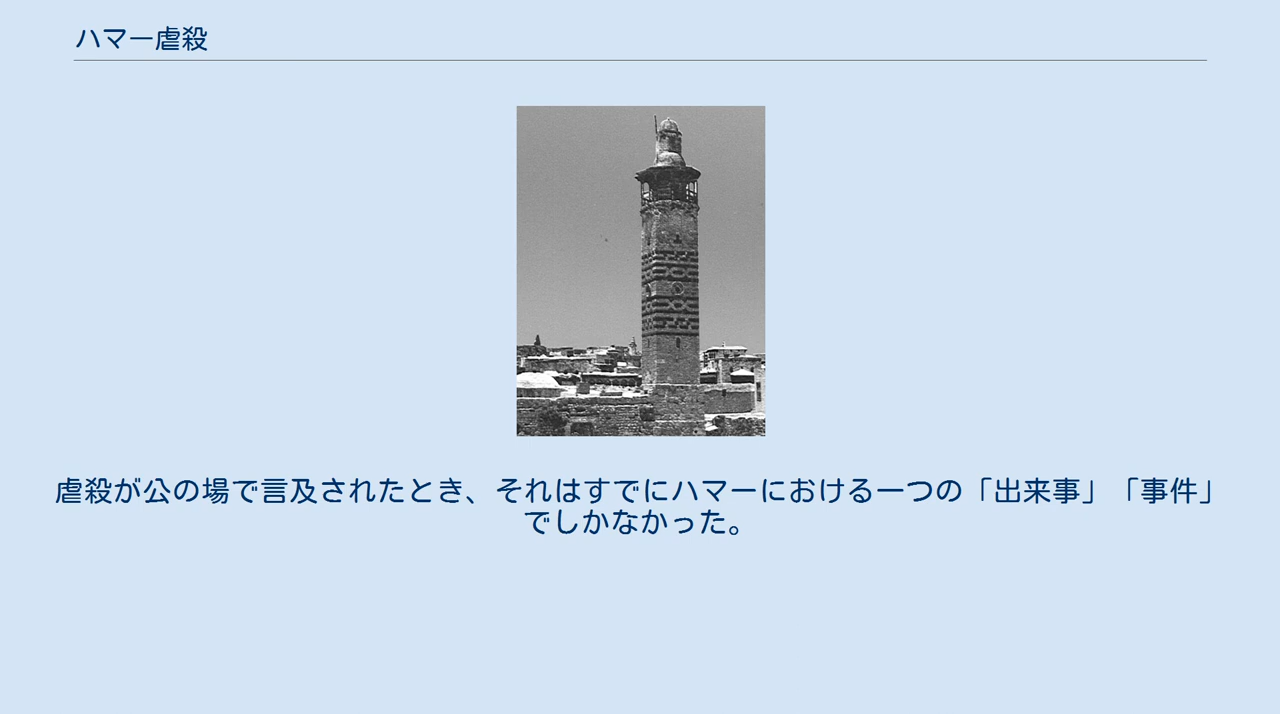 ハマー虐殺
虐殺が公の場で言及されたとき、それはすでにハマーにおける一つの「出来事」「事件」
でしかなかった。